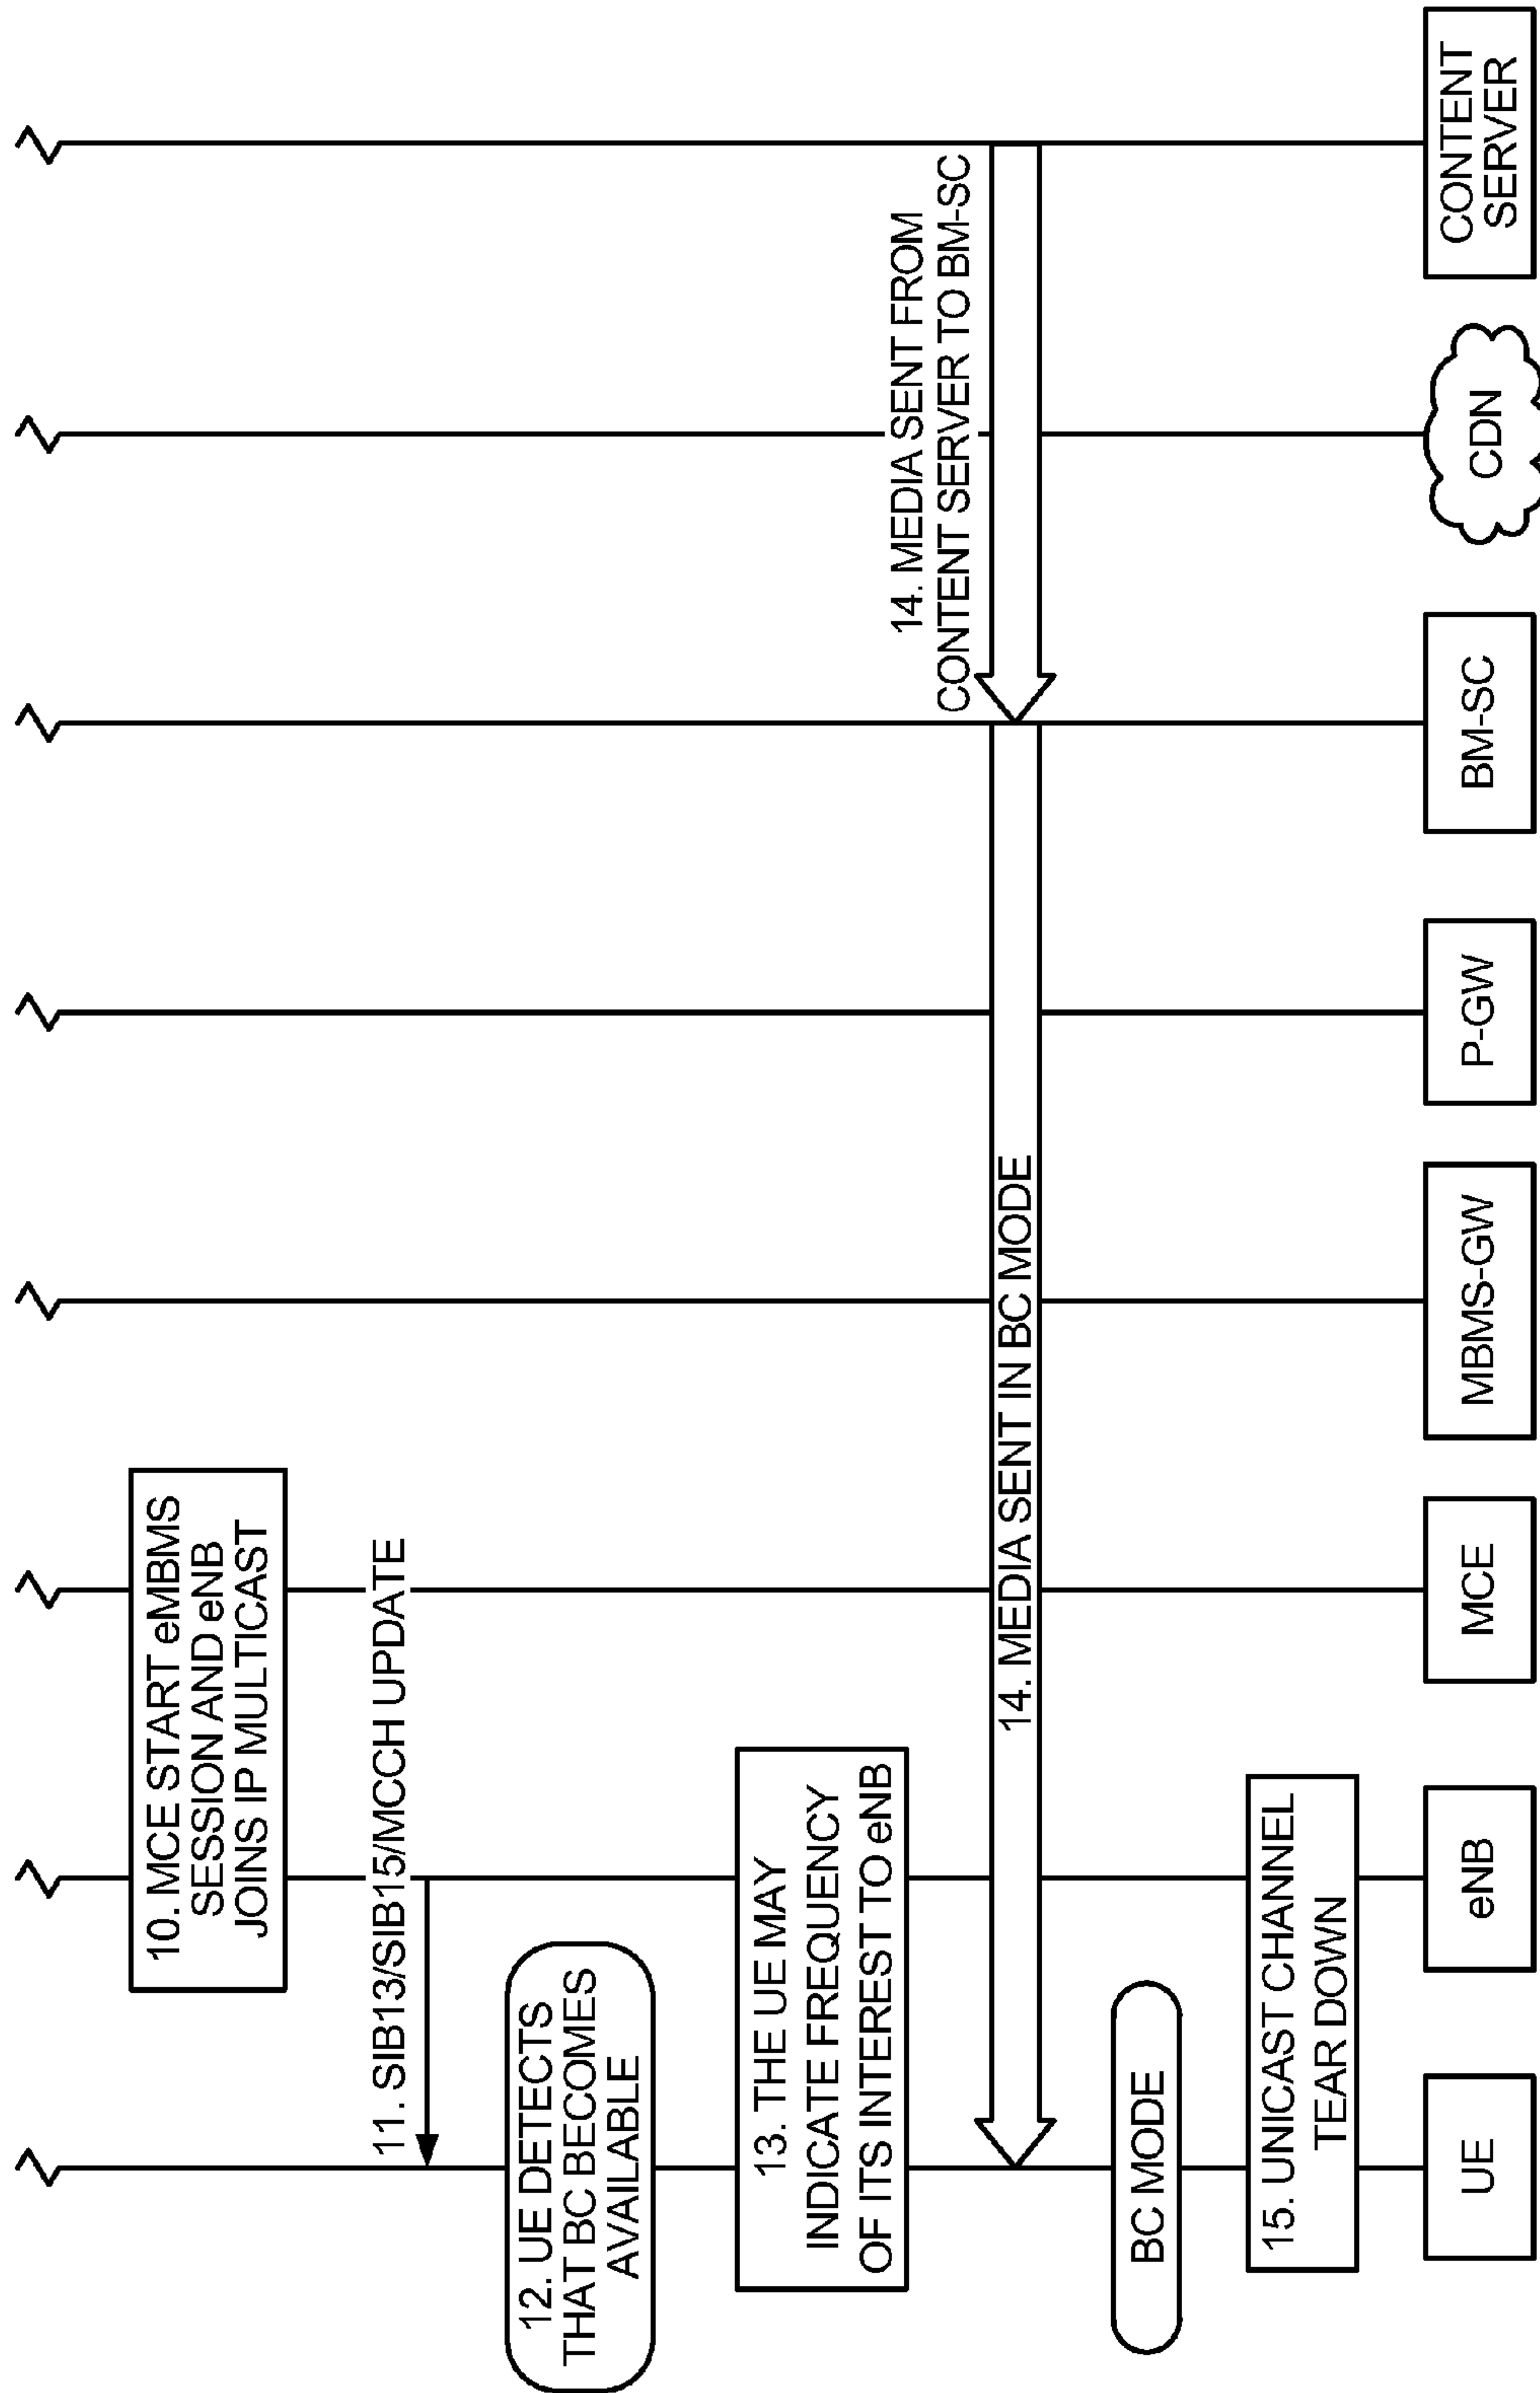 10. MCE START eMBMS
SESSION AND eNB
JOINS IP MULTICAST
11. SIB13/SIB15/MCCH UPDATE
12. UE DETECTS
THAT BC BECOMES
AVAILABLE
13. THE UE MAY
INDICATE FREQUENCY
OF ITS INTEREST TO eNB
14. MEDIA SENT FROM
CONTENT SERVER TO BM-SC
14. MEDIA SENT IN BC MODE
BC MODE
15. UNICAST CHANNEL
TEAR DOWN
UE
eNB
MCE
MBMS-GW
P-GW
BM-SC
CDN
CONTENT
SERVER